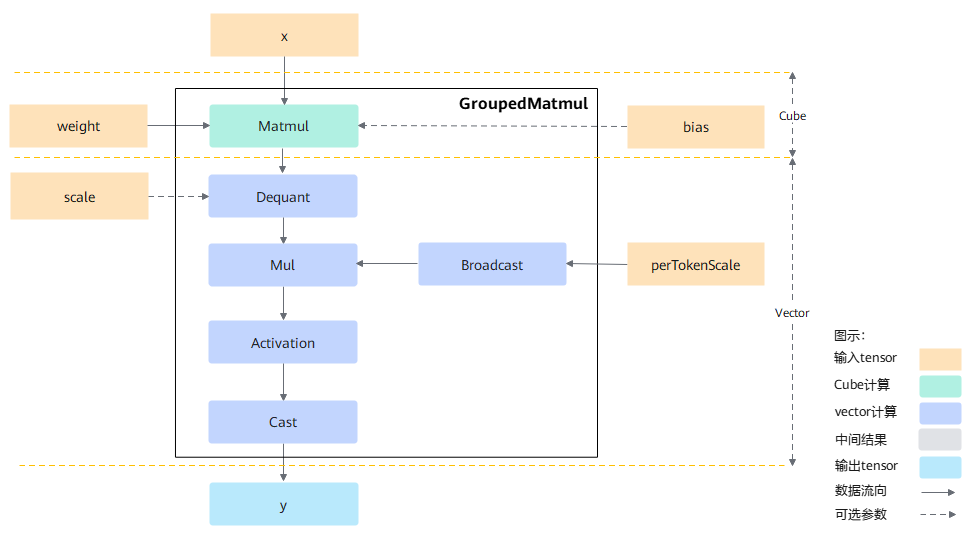 x
GroupedMatmul
weight
Matmul
bias
Cube
scale
Dequant
Mul
Broadcast
perTokenScale
Vector
Activation
Cast
y
图示：
输入tensor
Cube计算
vector计算
中间结果
输出tensor
数据流向
可选参数